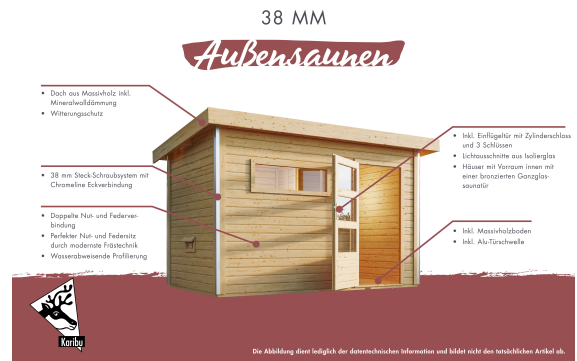 38 MM
Außensaunen
• Dach aus Massivholz inkl.
Mineralwolldämmung
• Witterungsschutz
• 38 mm Steck-Schraubsystem mit
Chromeline Eckverbindung
• Doppelte Nut- und Federver-
bindung
• Perfekter Nut- und Federsitz
durch modernste Frästechnik
• Wasserabweisende Profilierung
• Inkl. Einflügeltür mit Zylinderschloss
und 3 Schlüssen
• Lichtausschnitte aus Isolierglas
• Häuser mit Vorraum innen mit
einer bronzierten Ganzglas-
saunatür
• Inkl. Massivholzboden
• Inkl. Alu-Türschwelle
Karibu
Die Abbildung dient lediglich der datentechnischen Information und bildet nicht den tatsächlichen Artikel ab.